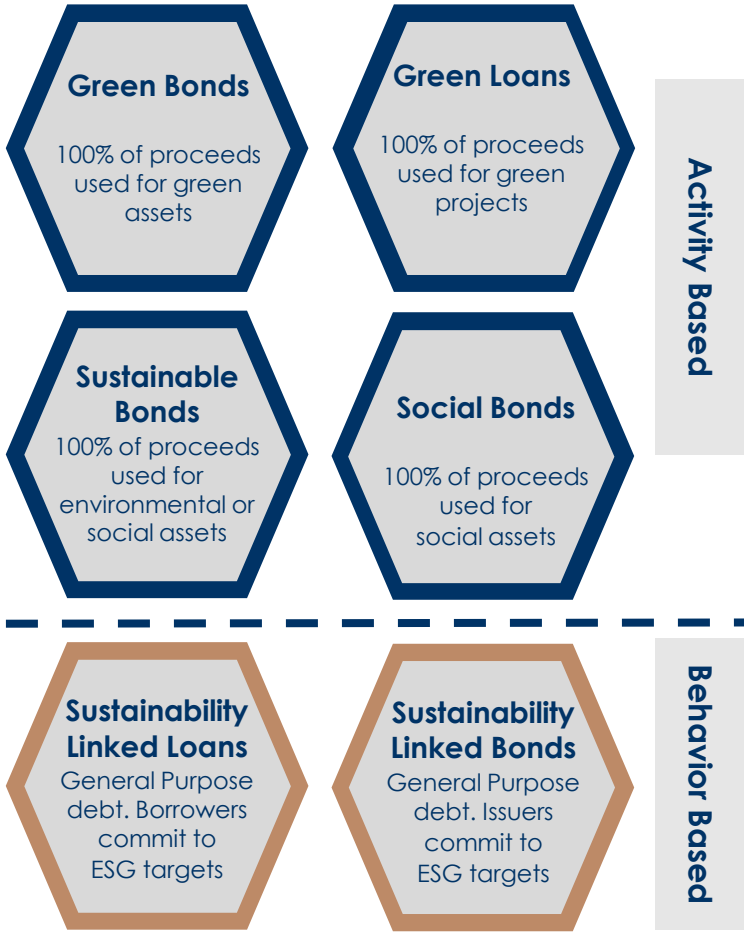 Green Bonds
100% of proceeds
used for green
assets
Green Loans
100% of proceeds
used for green
projects
Activity Based
Sustainable
Bonds
100% of proceeds
used for
environmental or
social assets
Social Bonds
100% of proceeds
used for
social assets
Sustainability
Linked Loans
General Purpose
debt. Borrowers
commit to
ESG targets
Sustainability
Linked Bonds
General Purpose
debt. Issuers
commit to
ESG targets
Behavior Based